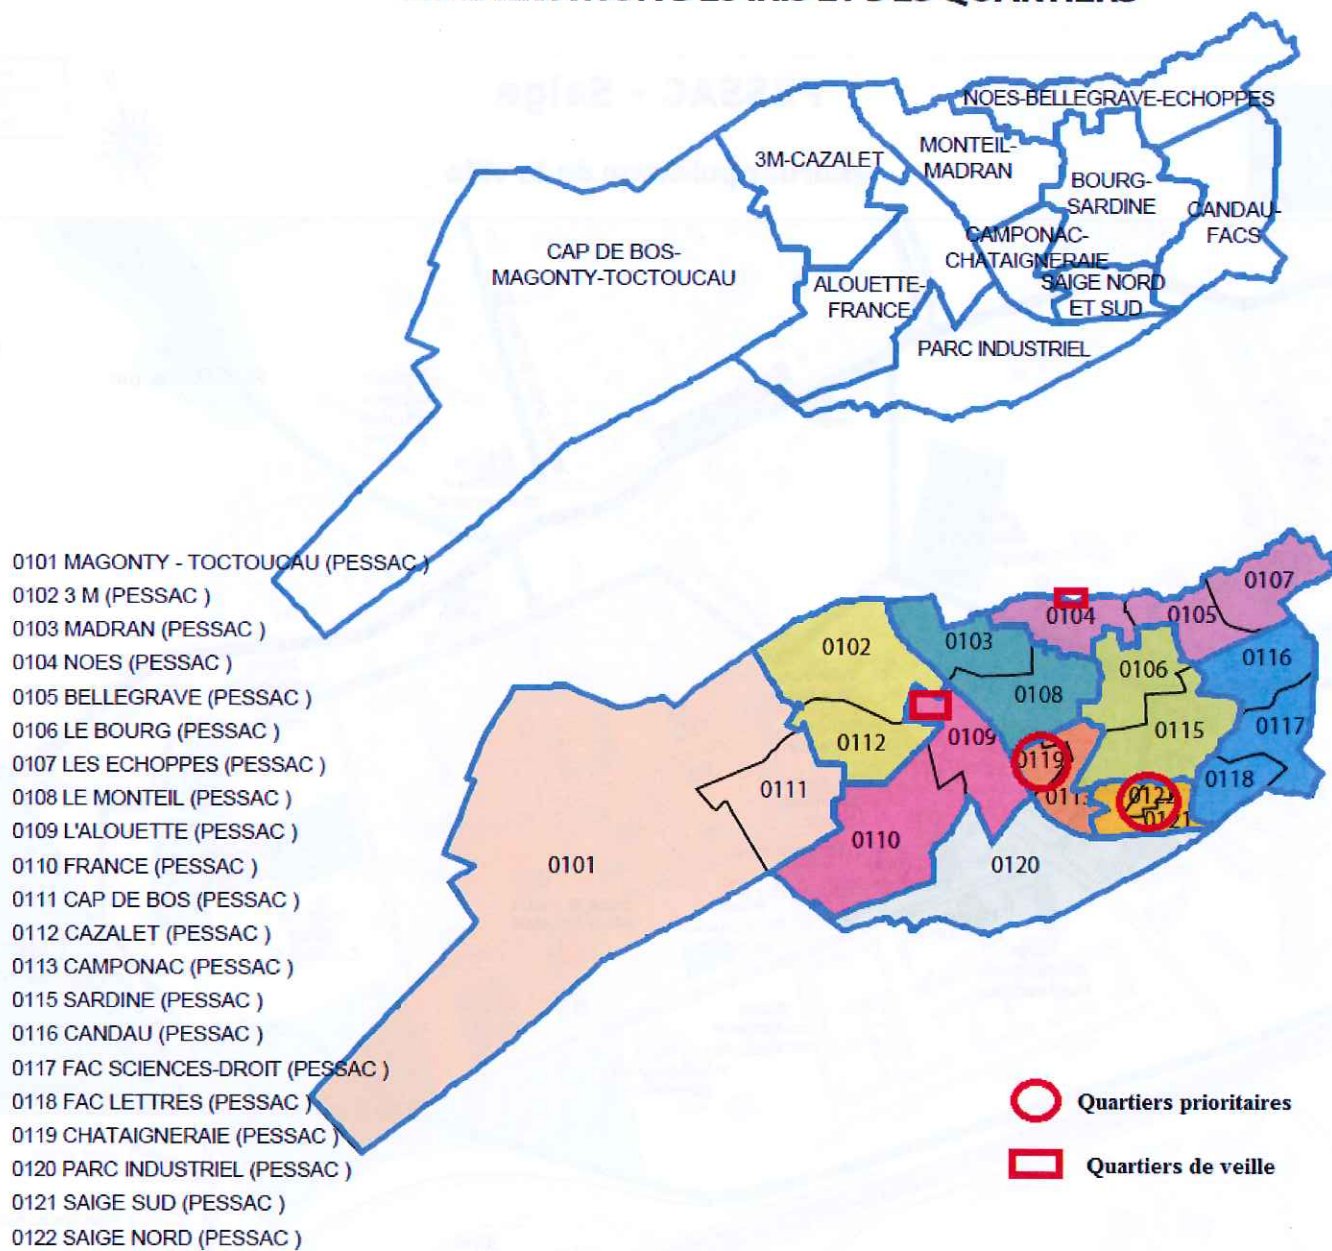 ET DES QUARTIERS
NOES-BELLEGRAVE-ECHOPPES
3M-CAZALET
MONTEIL-
MADRAN
BOURG-
SARDINE
CANDAU-
FACS
CAP DE BOS-
MAGONTY-TOCTOUCAU
CAMPONAC-
CHATAIGNERAIE
ALOUETTE-
FRANCE
SAIGE NORD
ET SUD
PARC INDUSTRIEL
0101 MAGONTY - TOCTOUCAU (PESSAC )
0102 3 M (PESSAC )
0103 MADRAN (PESSAC )
0104 NOES (PESSAC )
0105 BELLEGRAVE (PESSAC )
0106 LE BOURG (PESSAC )
0107 LES ECHOPPES (PESSAC )
0108 LE MONTEIL (PESSAC )
0109 L'ALOUETTE (PESSAC )
0110 FRANCE (PESSAC )
0111 CAP DE BOS (PESSAC )
0112 CAZALET (PESSAC )
0113 CAMPONAC (PESSAC )
0115 SARDINE (PESSAC )
0116 CANDAU (PESSAC )
0117 FAC SCIENCES-DROIT (PESSAC )
0118 FAC LETTRES (PESSAC )
0119 CHATAIGNERAIE (PESSAC )
0120 PARC INDUSTRIEL (PESSAC )
0121 SAIGE SUD (PESSAC )
0122 SAIGE NORD (PESSAC )
0107
0104
0105
0103
0102
0106
0116
0108
0115
0117
0109
0112
0119
0118
0111
0113
0122
0121
0110
0101
0120
Quartiers prioritaires
Quartiers de veille